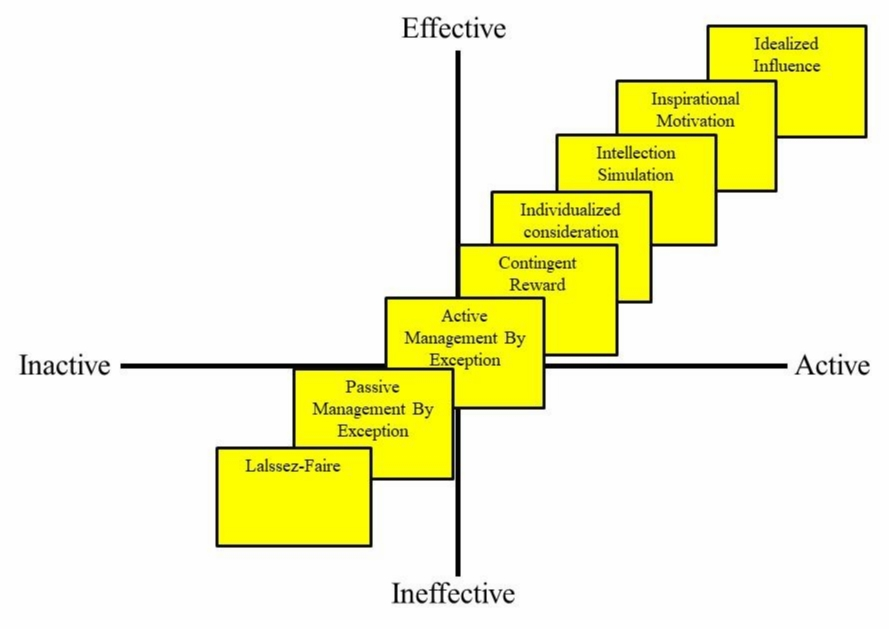 Effective
Idealized
Influence
Inspirational
Motivation
Intellection
Simulation
Individualized
consideration
Contingent
Reward
Active
Management By
Exception
Inactive
Active
Passive
Management By
Exception
Lalssez-Faire
Ineffective